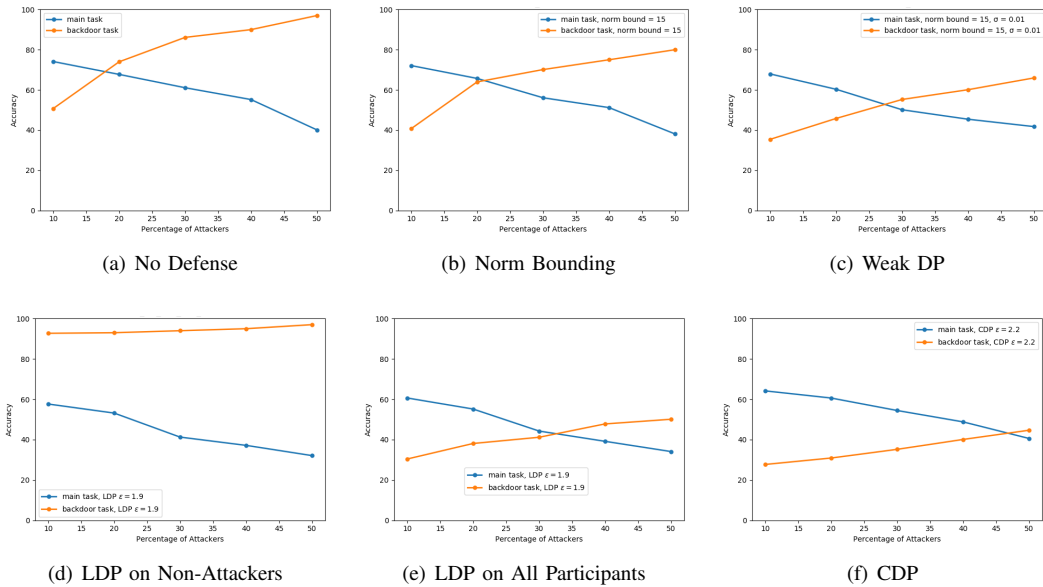 100
80
60
40
20
0
Accuracy
main task
backdoor task
10 15 20 25 30 35 40 45 50
Percentage of Attackers
(a) No Defense
100
80
60
40
20
0
Accuracy
main task, norm bound = 15
backdoor task, norm bound = 15
10 15 20 25 30 35 40 45 50
Percentage of Attackers
(b) Norm Bounding
100
80
60
40
20
0
Accuracy
main task, norm bound = 15, σ = 0.01
backdoor task, norm bound = 15, σ = 0.01
10 15 20 25 30 35 40 45 50
Percentage of Attackers
(c) Weak DP
100
80
60
40
20
0
Accuracy
main task, LDP ε = 1.9
backdoor task, LDP ε = 1.9
10 15 20 25 30 35 40 45 50
Percentage of Attackers
(d) LDP on Non-Attackers
100
80
60
40
20
0
Accuracy
main task, LDP ε = 1.9
backdoor task, LDP ε = 1.9
10 15 20 25 30 35 40 45 50
Percentage of Attackers
(e) LDP on All Participants
100
80
60
40
20
0
Accuracy
main task, CDP ε = 2.2
backdoor task, CDP ε = 2.2
10 15 20 25 30 35 40 45 50
Percentage of Attackers
(f) CDP